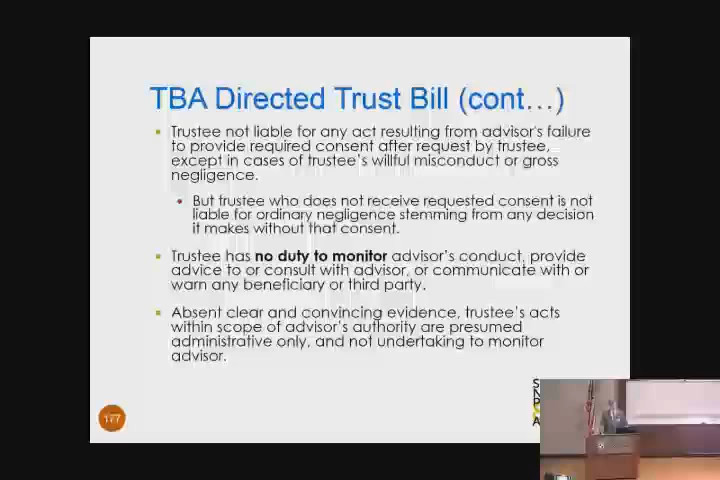 TBA Directed Trust Bill (cont…)
Trustee not liable for any act resulting from advisor's failure
to provide required consent after request by trustee,
except in cases of trustee's willful misconduct or gross
negligence.
But trustee who does not receive requested consent is not
liable for ordinary negligence stemming from any decision
it makes without that consent.
Trustee has no duty to monitor advisor's conduct, provide
advice to or consult with advisor, or communicate with or
warn any beneficiary or third party.
Absent clear and convincing evidence, trustee's acts
within scope of advisor's authority are presumed
administrative only, and not undertaking to monitor
advisor.
177